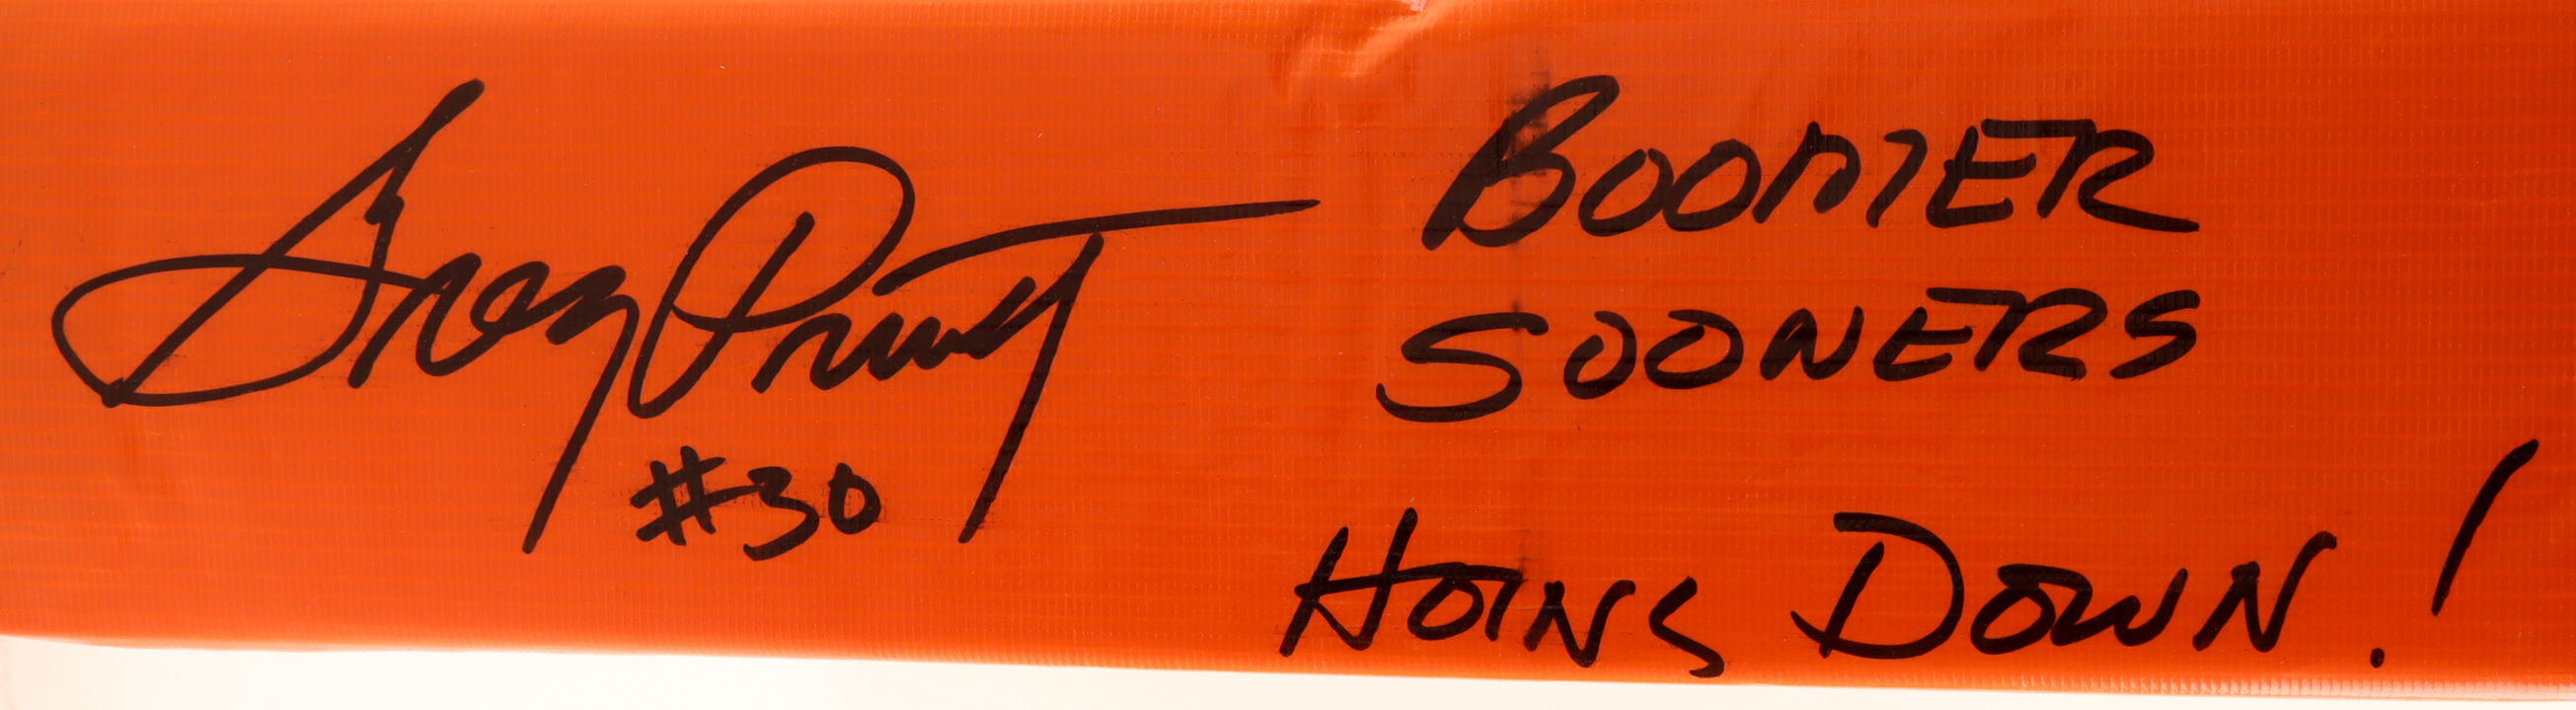 Greg Pruitt
#30
BOOMER
SOONERS
HORNS DOWN!